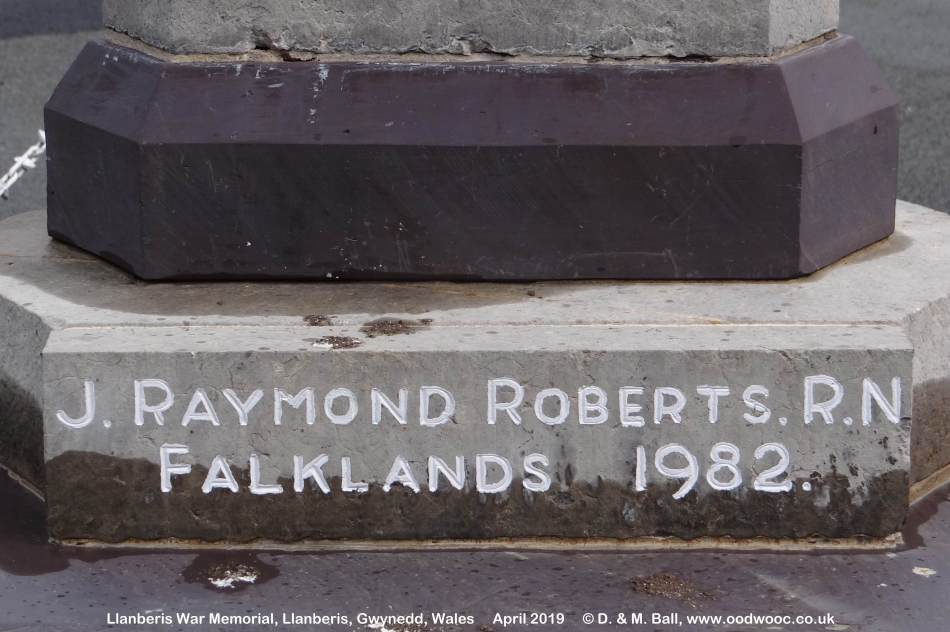 J. RAYMOND ROBERTS. R.N
FALKLANDS 1982.
Llanberis War Memorial, Llanberis, Gwynedd, Wales April 2019 © D. & M. Ball, www.oodwooc.co.uk